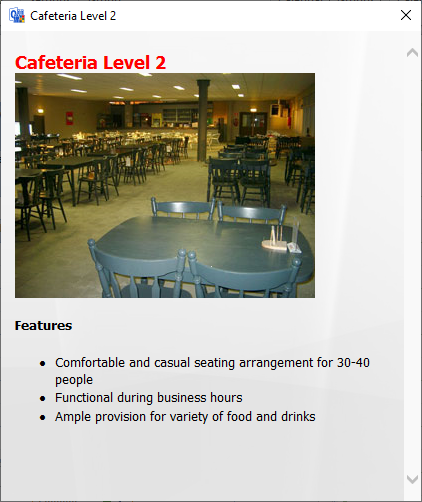 Cafeteria Level 2
Cafeteria Level 2
Features
• Comfortable and casual seating arrangement for 30-40
people
• Functional during business hours
• Ample provision for variety of food and drinks